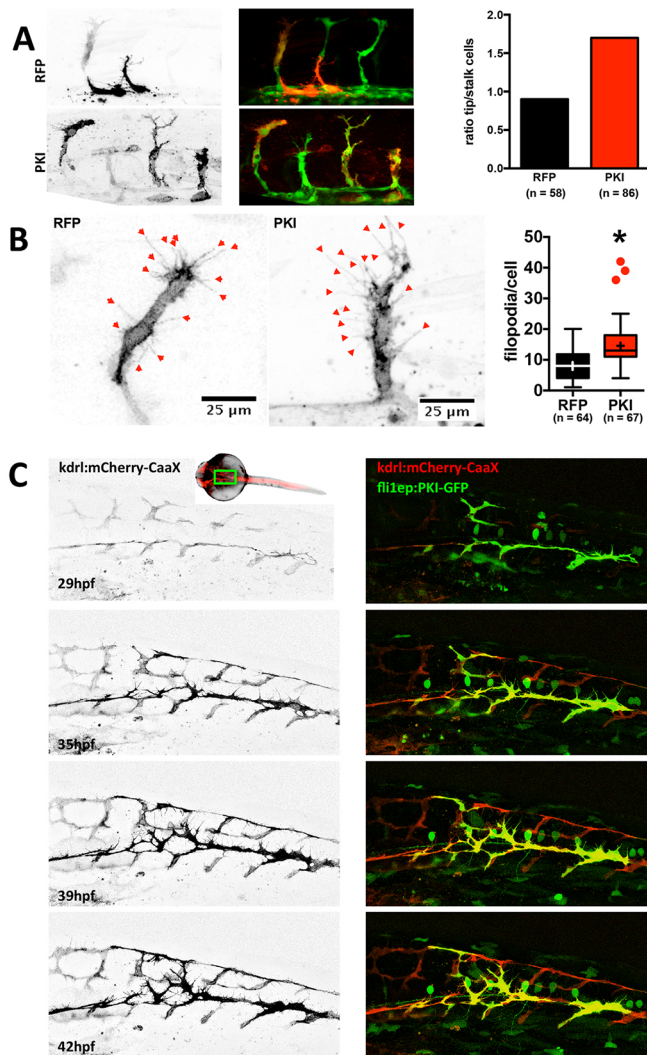 A
RFP
PKI
ratio tip/stalk cells
2.0
1.5
1.0
0.5
0.0
RFP
PKI
(n = 58)
(n = 86)
B
RFP
PKI
25 µm
25 µm
filopodia/cell
50
40
30
20
10
0
*
RFP
PKI
(n = 64)
(n = 67)
C
kdrl:mCherry-CaaX
kdrl:mCherry-CaaX
fli1ep:PKI-GFP
29hpf
35hpf
39hpf
42hpf